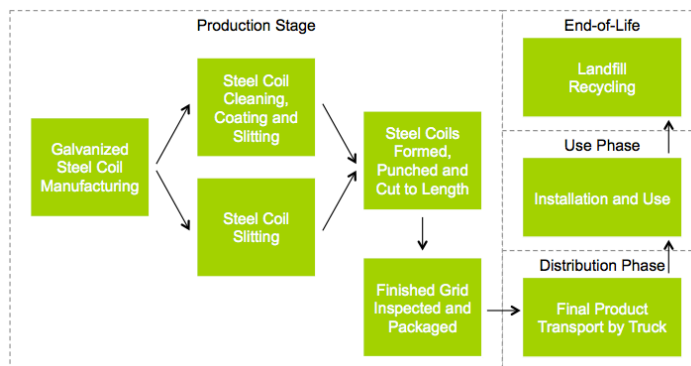 Production Stage
Galvanized
Steel Coil
Manufacturing
Steel Coil
Cleaning,
Coating and
Slitting
Steel Coil
Slitting
Steel Coils
Formed,
Punched and
Cut to Length
Finished Grid
Inspected and
Packaged
End-of-Life
Landfill
Recycling
Use Phase
Installation and Use
Distribution Phase
Final Product
Transport by Truck